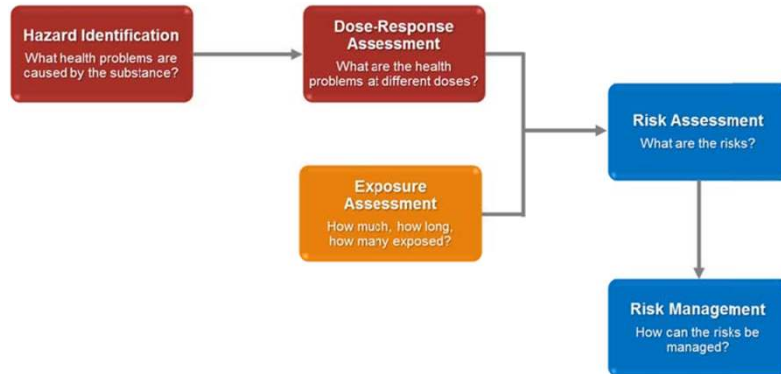 Hazard Identification
What health problems are
caused by the substance?
Dose-Response
Assessment
What are the health
problems at different doses?
Exposure
Assessment
How much, how long,
how many exposed?
Risk Assessment
What are the risks?
Risk Management
How can the risks be
managed?